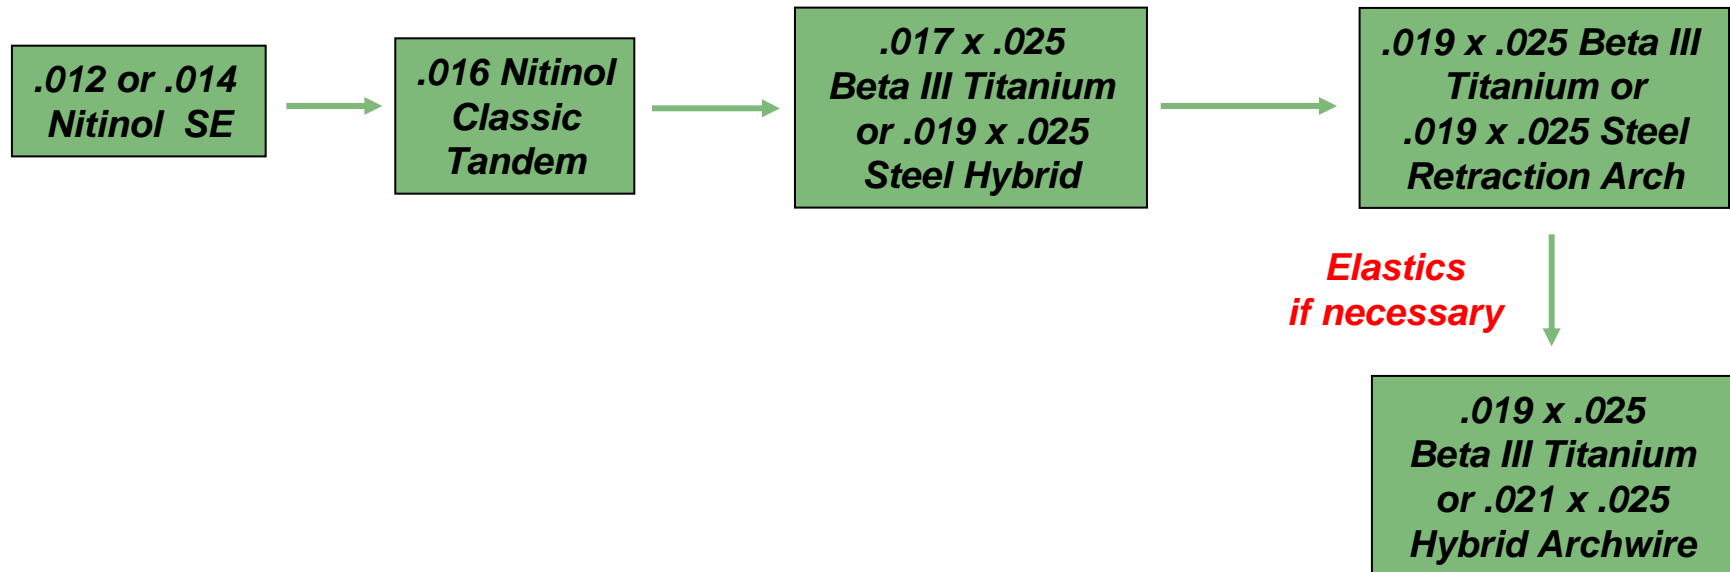 .012 or .014
Nitinol SE
.016 Nitinol
Classic
Tandem
.017 x .025
Beta III Titanium
or .019 x .025
Steel Hybrid
.019 x .025 Beta III
Titanium or
.019 x .025 Steel
Retraction Arch
Elastics
if necessary
.019 x .025
Beta III Titanium
or .021 x .025
Hybrid Archwire